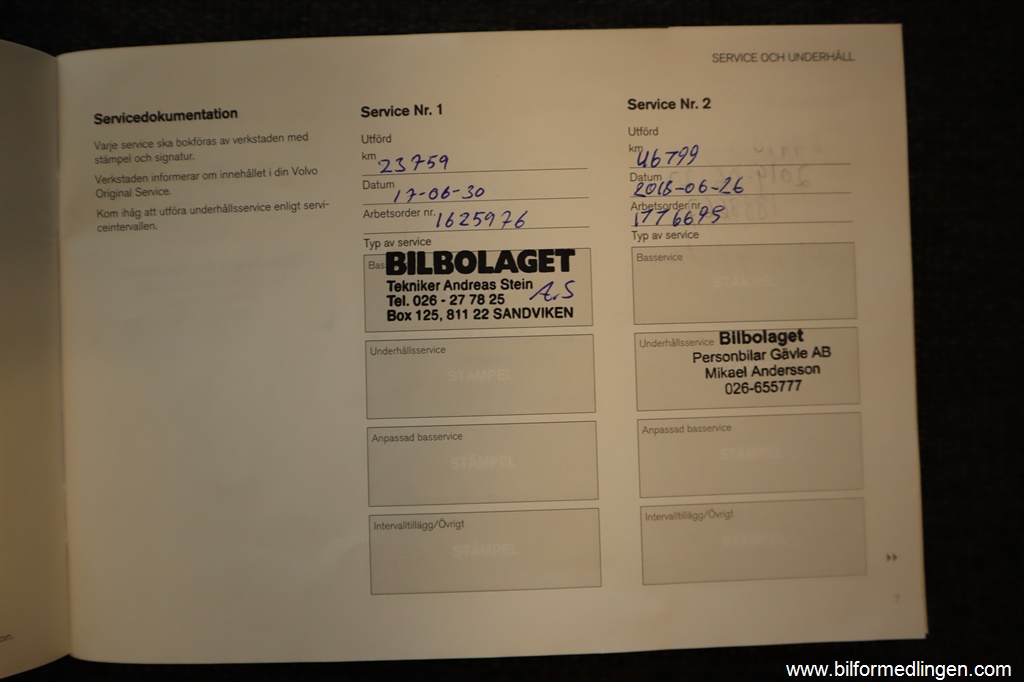 SERVICE OCH UNDERHÅLL
Servicedokumentation
Varje service ska bokföras av verkstaden med
stämpel och signatur.
Verkstaden informerar om innehållet i din Volvo
Original Service.
Kom ihåg att utföra underhållsservice enligt servi-
ceintervallen.
Service Nr. 1
Utförd
km 23759
Datum 17-06-30
Arbetsorder nr. 1625976
Typ av service
BILBOLAGET
Tekniker Andreas Stein
A.S
Tel. 026 - 27 78 25
Box 125, 811 22 SANDVIKEN
Underhållsservice
STÄMPEL
Anpassad basservice
STÄMPEL
Intervalltillägg/Övrigt
STÄMPEL
Service Nr. 2
Utförd
km 46799
Datum 2018-06-26
Arbetsorder nr. 1776695
Typ av service
Basservice
STÄMPEL
Underhållsservice Bilbolaget
Personbilar Gävle AB
Mikael Andersson
026-655777
Anpassad basservice
STÄMPEL
Intervalltillägg/Övrigt
STÄMPEL
7
www.bilformedlingen.com